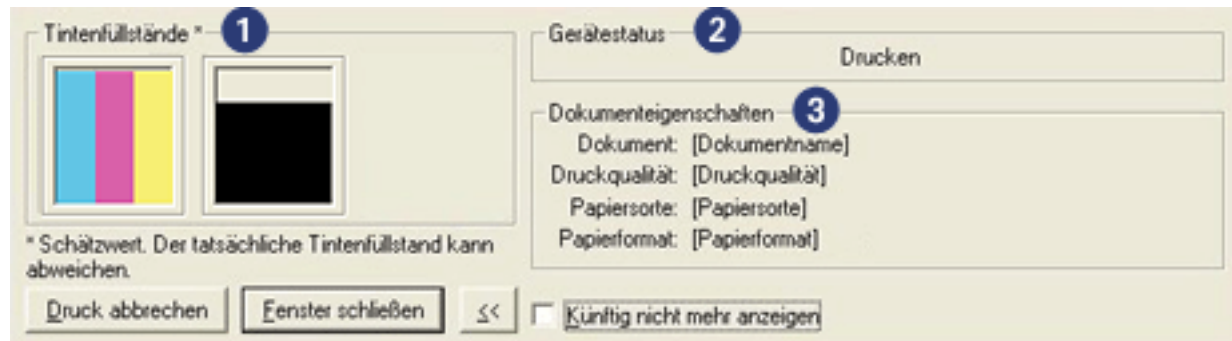 Tintenfüllstände * 1
* Schätzwert. Der tatsächliche Tintenfüllstand kann
abweichen.
Druck abbrechen Fenster schließen <<
Gerätestatus 2
Drucken
Dokumenteigenschaften 3
Dokument: [Dokumentname]
Druckqualität: [Druckqualität]
Papiersorte: [Papiersorte]
Papierformat: [Papierformat]
Künftig nicht mehr anzeigen